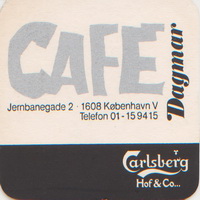 CAFE
Dagmar
Jernbanegade 2 · 1608 København V
Telefon 01 - 15 94 15
Carlsberg
Hof & Co...